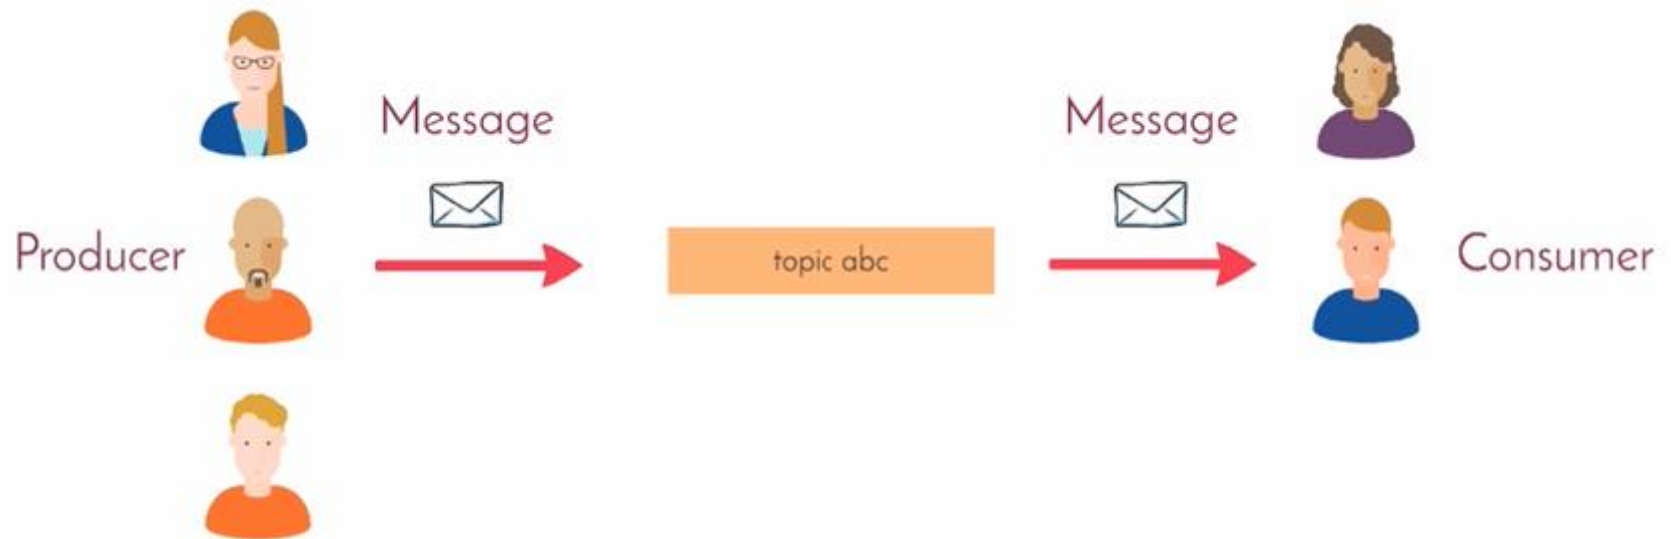 Message
Message
Producer
topic abc
Consumer